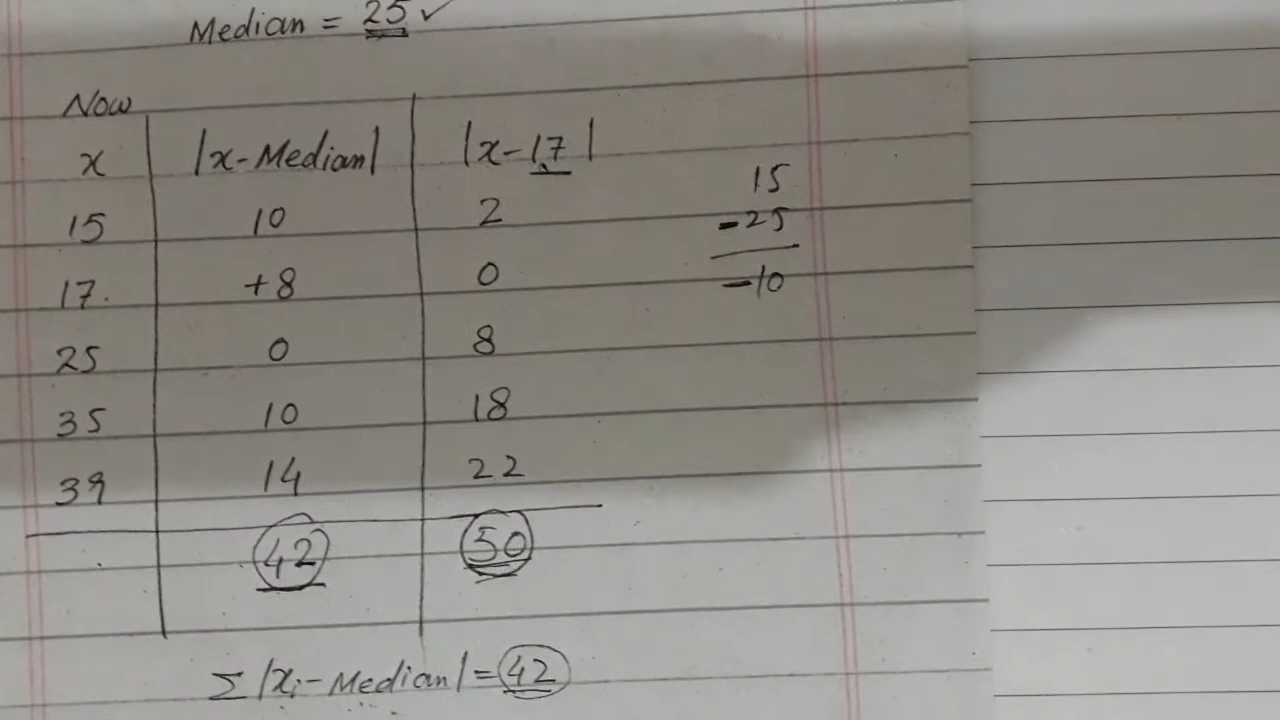 Median = 25 ✓
Now
x |x-Median| |x-17|
15 10 2
17. +8 0
25 0 8
35 10 18
39 14 22
42 50
Σ|xi-Median|=42
15
-25
-10